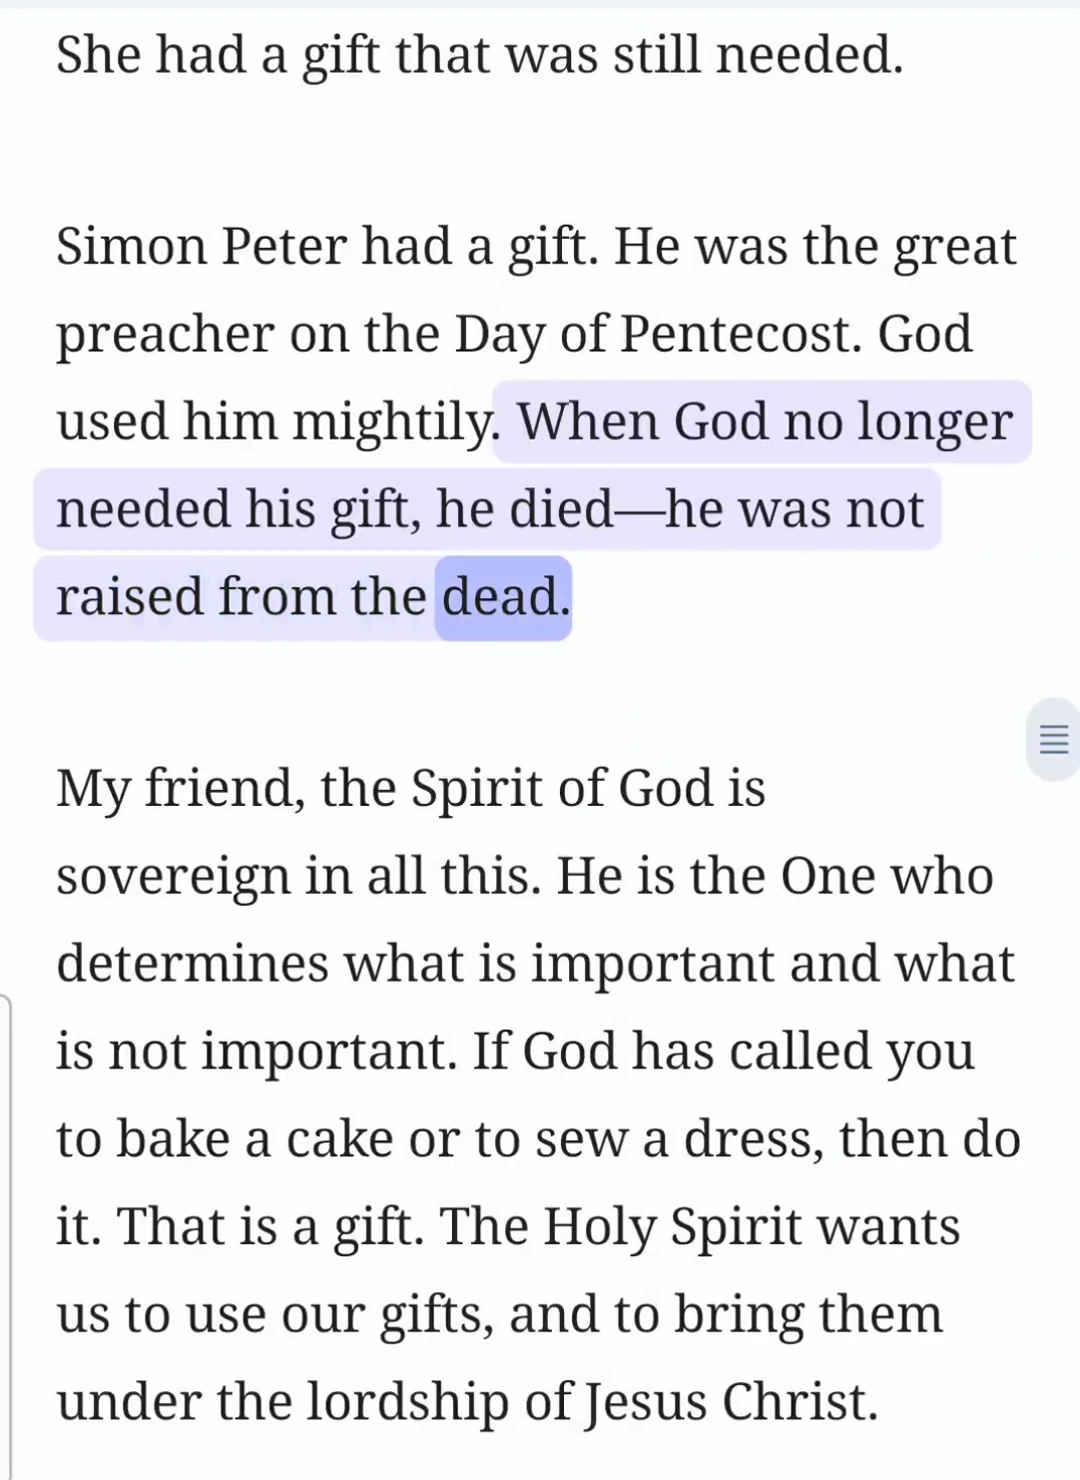 She had a gift that was still needed.
Simon Peter had a gift. He was the great
preacher on the Day of Pentecost. God
used him mightily. When God no longer
needed his gift, he died—he was not
raised from the dead.
My friend, the Spirit of God is
sovereign in all this. He is the One who
determines what is important and what
is not important. If God has called you
to bake a cake or to sew a dress, then do
it. That is a gift. The Holy Spirit wants
us to use our gifts, and to bring them
under the lordship of Jesus Christ.